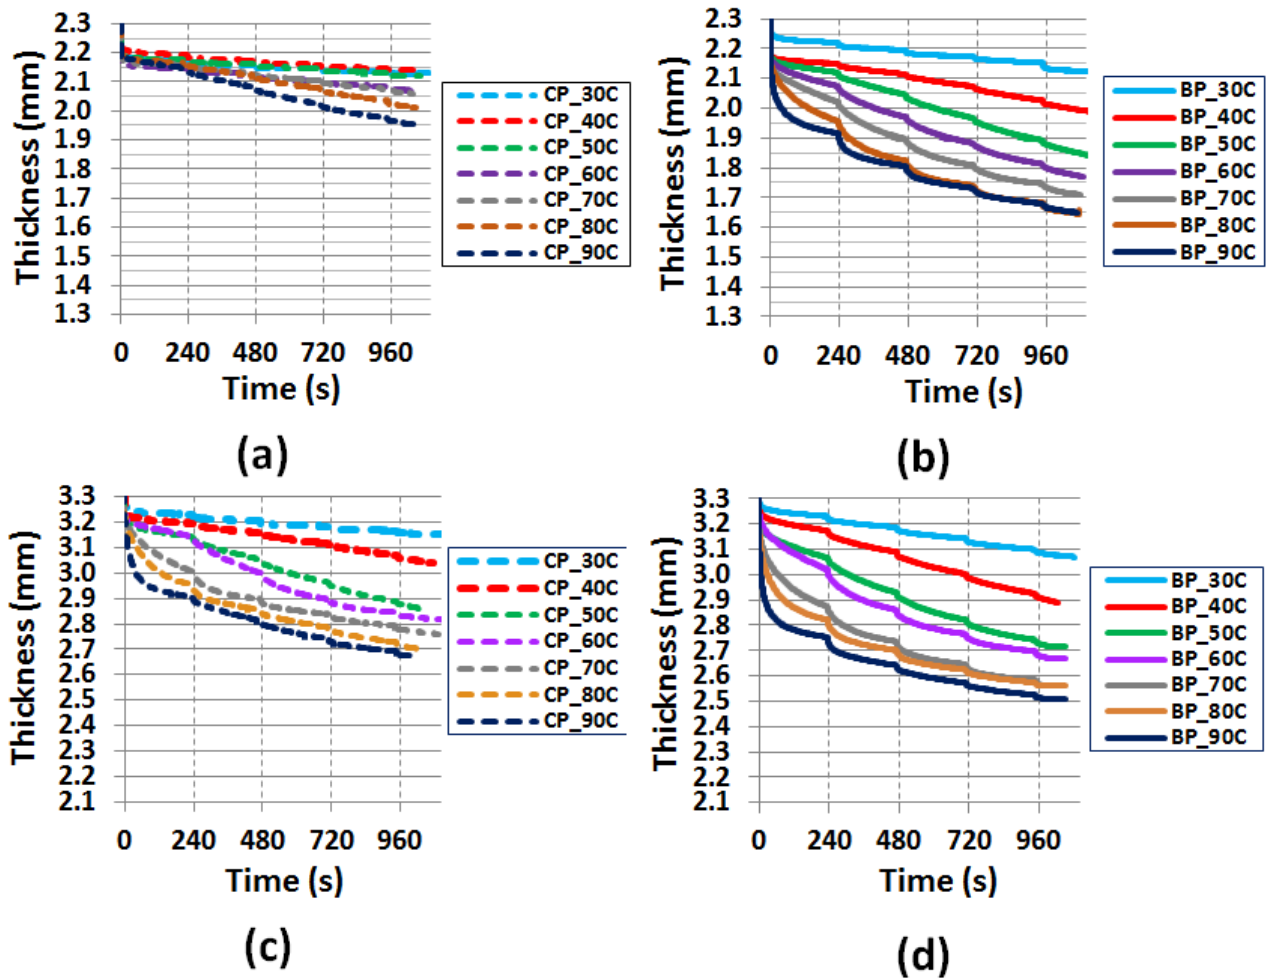 Thickness (mm)
2.3
2.2
2.1
2.0
1.9
1.8
1.7
1.6
1.5
1.4
1.3
0 240 480 720 960
Time (s)
CP_30C
CP_40C
CP_50C
CP_60C
CP_70C
CP_80C
CP_90C
(a)
Thickness (mm)
2.3
2.2
2.1
2.0
1.9
1.8
1.7
1.6
1.5
1.4
1.3
0 240 480 720 960
Time (s)
BP_30C
BP_40C
BP_50C
BP_60C
BP_70C
BP_80C
BP_90C
(b)
Thickness (mm)
3.3
3.2
3.1
3.0
2.9
2.8
2.7
2.6
2.5
2.4
2.3
2.2
2.1
0 240 480 720 960
Time (s)
CP_30C
CP_40C
CP_50C
CP_60C
CP_70C
CP_80C
CP_90C
(c)
Thickness (mm)
3.3
3.2
3.1
3.0
2.9
2.8
2.7
2.6
2.5
2.4
2.3
2.2
2.1
0 240 480 720 960
Time (s)
BP_30C
BP_40C
BP_50C
BP_60C
BP_70C
BP_80C
BP_90C
(d)